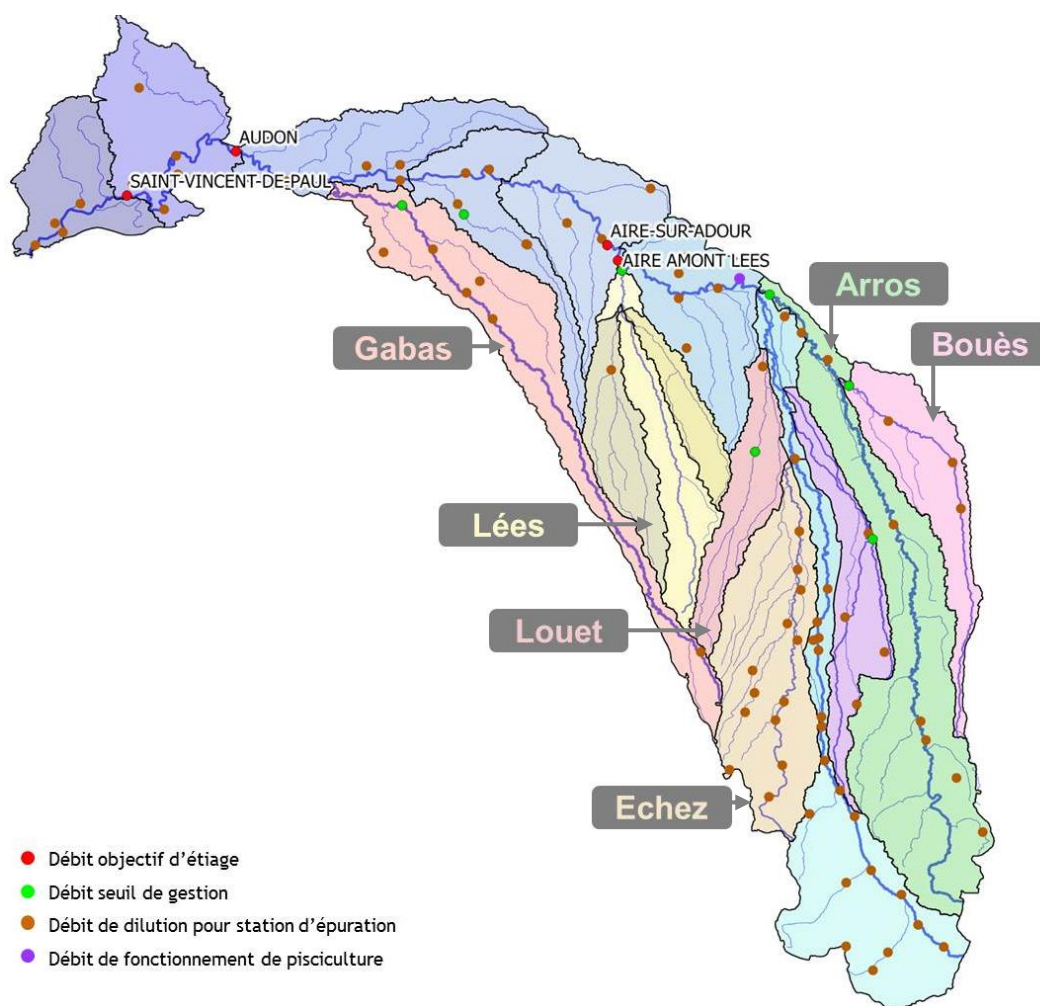 AUDON
SAINT-VINCENT-DE-PAUL
AIRE-SUR-ADOUR
AIRE AMONT LEES
Arros
Gabas
Bouès
Lées
Louet
Echez
Débit objectif d'étiage
Débit seuil de gestion
Débit de dilution pour station d'épuration
Débit de fonctionnement de pisciculture